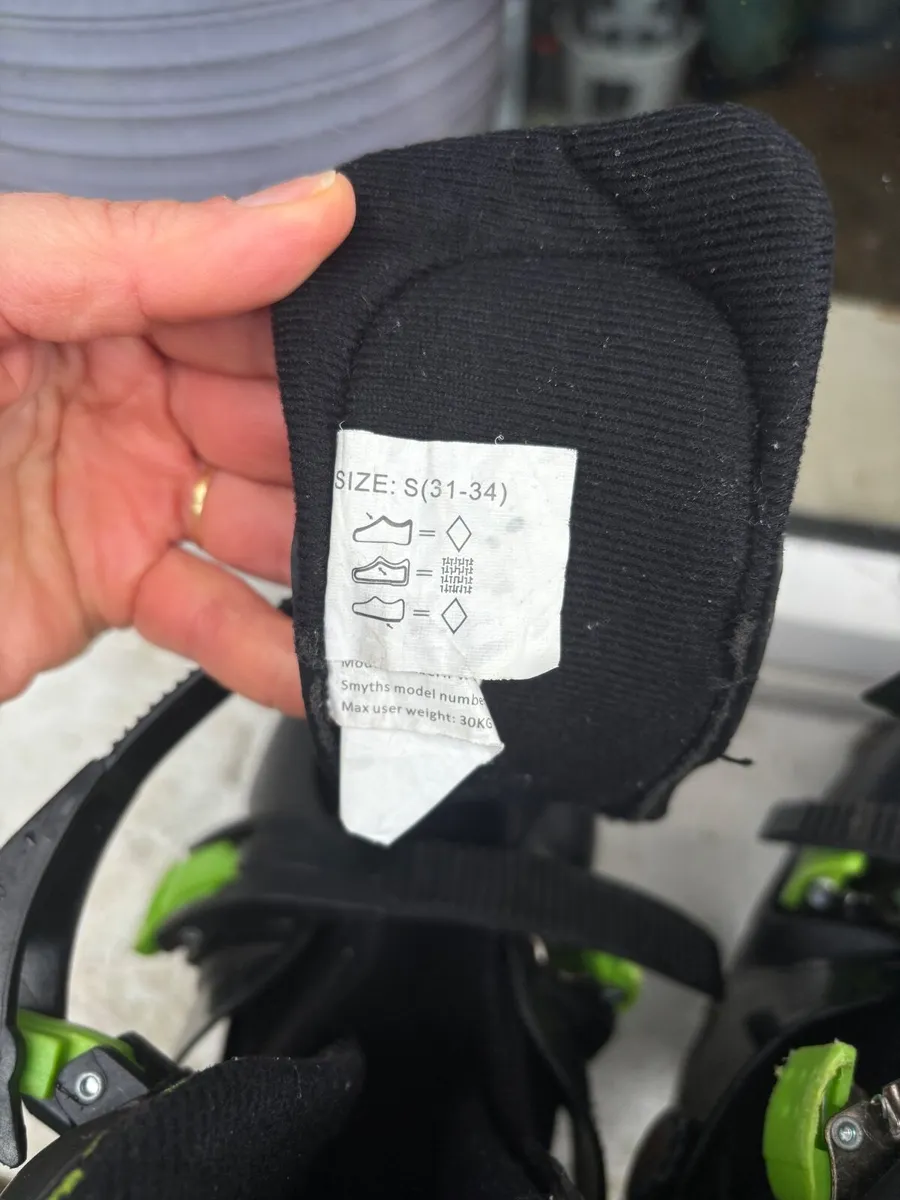 SIZE: S(31-34)
=
=
=
Smyths model numbe
Max user weight: 30KG